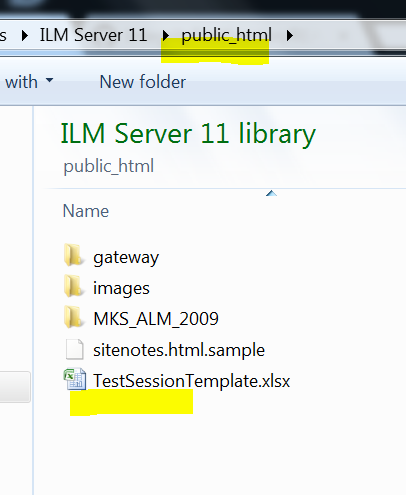 s ▸ ILM Server 11 ▸ public_html ▸
with ▾ New folder
ILM Server 11 library
public_html
Name
gateway
images
MKS_ALM_2009
sitenotes.html.sample
TestSessionTemplate.xlsx